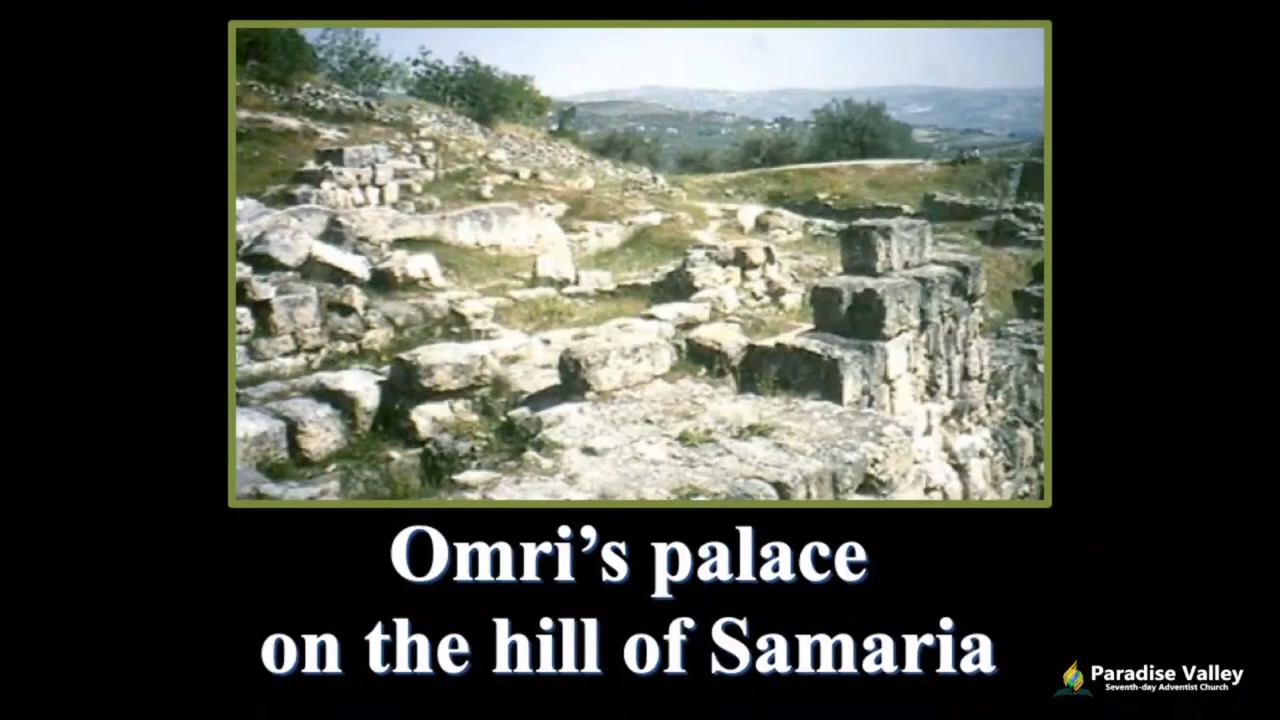 Omri’s palace
on the hill of Samaria
Paradise Valley
Seventh-day Adventist Church